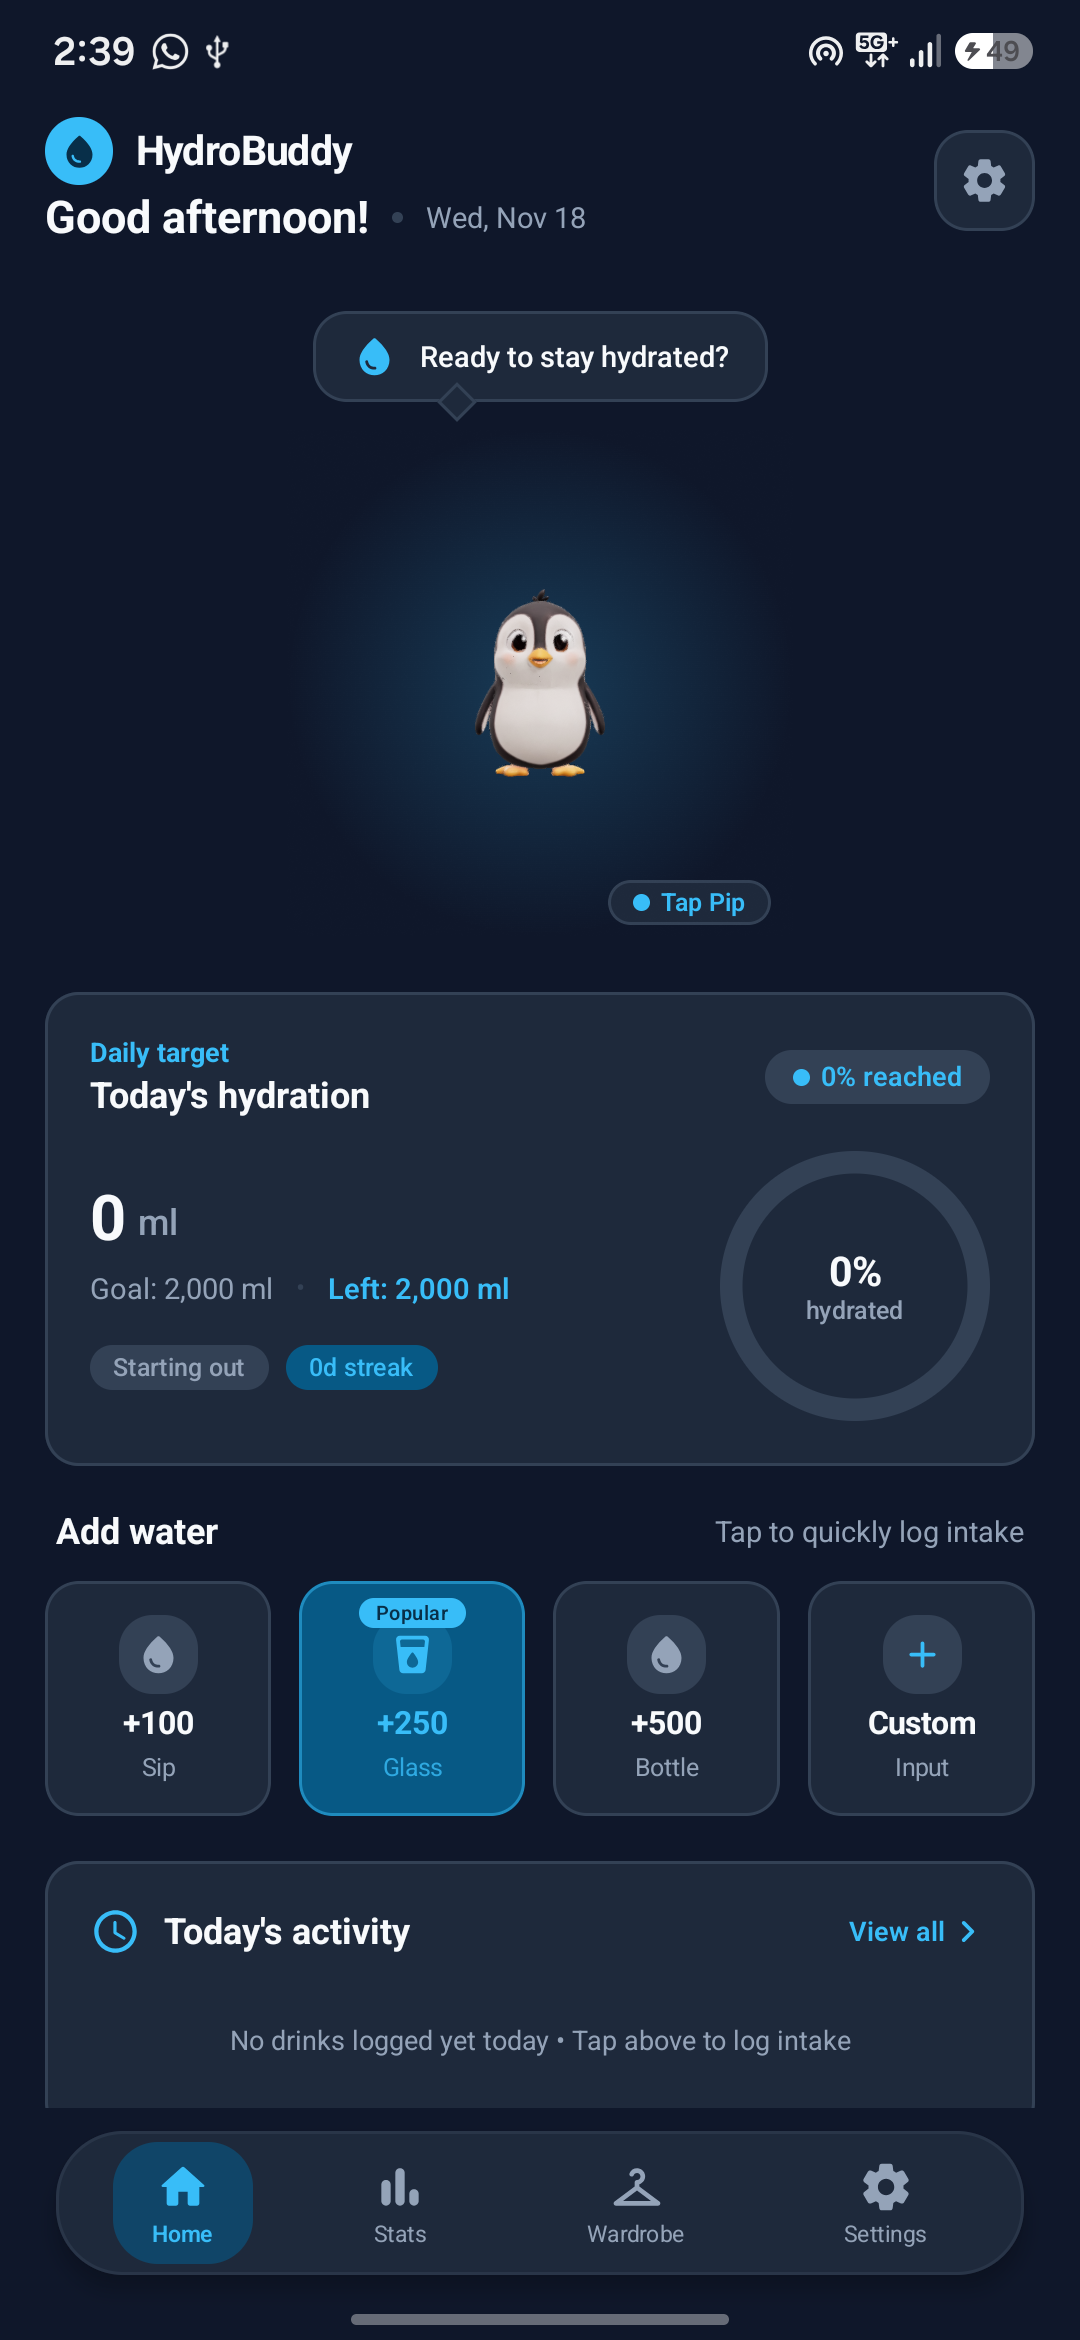 2:39
5G+
49
HydroBuddy
Good afternoon! • Wed, Nov 18
Ready to stay hydrated?
Tap Pip
Daily target
Today's hydration
0% reached
0 ml
Goal: 2,000 ml • Left: 2,000 ml
Starting out
0d streak
0%
hydrated
Add water
Tap to quickly log intake
+100
Sip
Popular
+250
Glass
+500
Bottle
Custom
Input
Today's activity
View all
No drinks logged yet today • Tap above to log intake
Home
Stats
Wardrobe
Settings